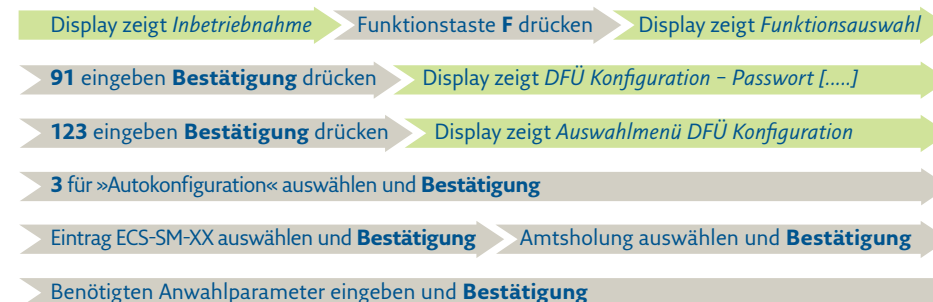 Display zeigt Inbetriebnahme Funktionstaste F drücken Display zeigt Funktionsauswahl
91 eingeben Bestätigung drücken Display zeigt DFÜ Konfiguration – Passwort [.....]
123 eingeben Bestätigung drücken Display zeigt Auswahlmenü DFÜ Konfiguration
3 für »Autokonfiguration« auswählen und Bestätigung
Eintrag ECS-SM-XX auswählen und Bestätigung Amtsholung auswählen und Bestätigung
Benötigten Anwahlparameter eingeben und Bestätigung